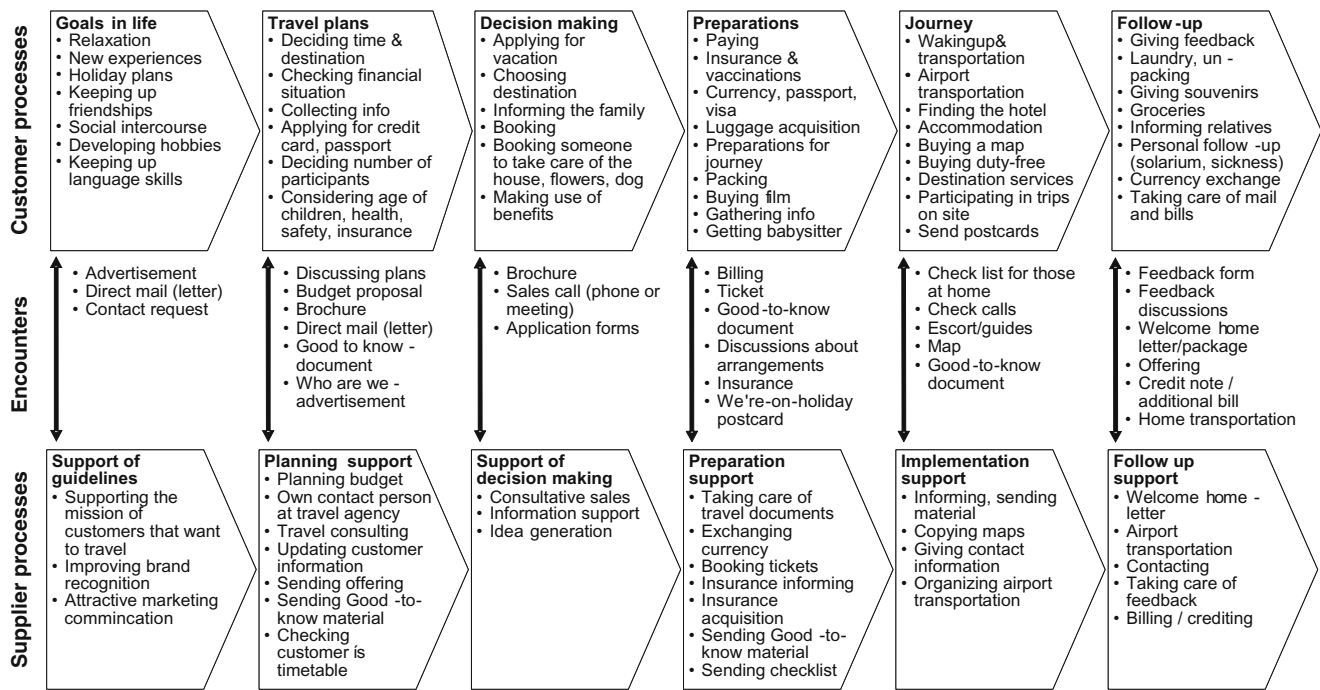 Customer processes
Goals in life
• Relaxation
• New experiences
• Holiday plans
• Keeping up
friendships
• Social intercourse
• Developing hobbies
• Keeping up
language skills
Travel plans
• Deciding time &
destination
• Checking financial
situation
• Collecting info
• Applying for credit
card, passport
• Deciding number of
participants
• Considering age of
children, health,
safety, insurance
Decision making
• Applying for
vacation
• Choosing
destination
• Informing the family
• Booking
• Booking someone
to take care of the
house, flowers, dog
• Making use of
benefits
Preparations
• Paying
• Insurance &
vaccinations
• Currency, passport,
visa
• Luggage acquisition
• Preparations for
journey
• Packing
• Buying film
• Gathering info
• Getting babysitter
Journey
• Wakingup&
transportation
• Airport
transportation
• Finding the hotel
• Accommodation
• Buying a map
• Buying duty-free
• Destination services
• Participating in trips
on site
• Send postcards
Follow -up
• Giving feedback
• Laundry, un -
packing
• Giving souvenirs
• Groceries
• Informing relatives
• Personal follow -up
(solarium, sickness)
• Currency exchange
• Taking care of mail
and bills
Encounters
• Advertisement
• Direct mail (letter)
• Contact request
• Discussing plans
• Budget proposal
• Brochure
• Direct mail (letter)
• Good to know -
document
• Who are we -
advertisement
• Brochure
• Sales call (phone or
meeting)
• Application forms
• Billing
• Ticket
• Good-to-know
document
• Discussions about
arrangements
• Insurance
• We're-on-holiday
postcard
• Check list for those
at home
• Check calls
• Escort/guides
• Map
• Good-to-know
document
• Feedback form
• Feedback
discussions
• Welcome home
letter/package
• Offering
• Credit note /
additional bill
• Home transportation
Supplier processes
Support of
guidelines
• Supporting the
mission of
customers that want
to travel
• Improving brand
recognition
• Attractive marketing
commincation
Planning support
• Planning budget
• Own contact person
at travel agency
• Travel consulting
• Updating customer
information
• Sending offering
• Sending Good -to-
know material
• Checking
customer ís
timetable
Support of
decision making
• Consultative sales
• Information support
• Idea generation
Preparation
support
• Taking care of
travel documents
• Exchanging
currency
• Booking tickets
• Insurance informing
• Insurance
acquisition
• Sending Good -to-
know material
• Sending checklist
Implementation
support
• Informing, sending
material
• Copying maps
• Giving contact
information
• Organizing airport
transportation
Follow up
support
• Welcome home -
letter
• Airport
transportation
• Contacting
• Taking care of
feedback
• Billing / crediting